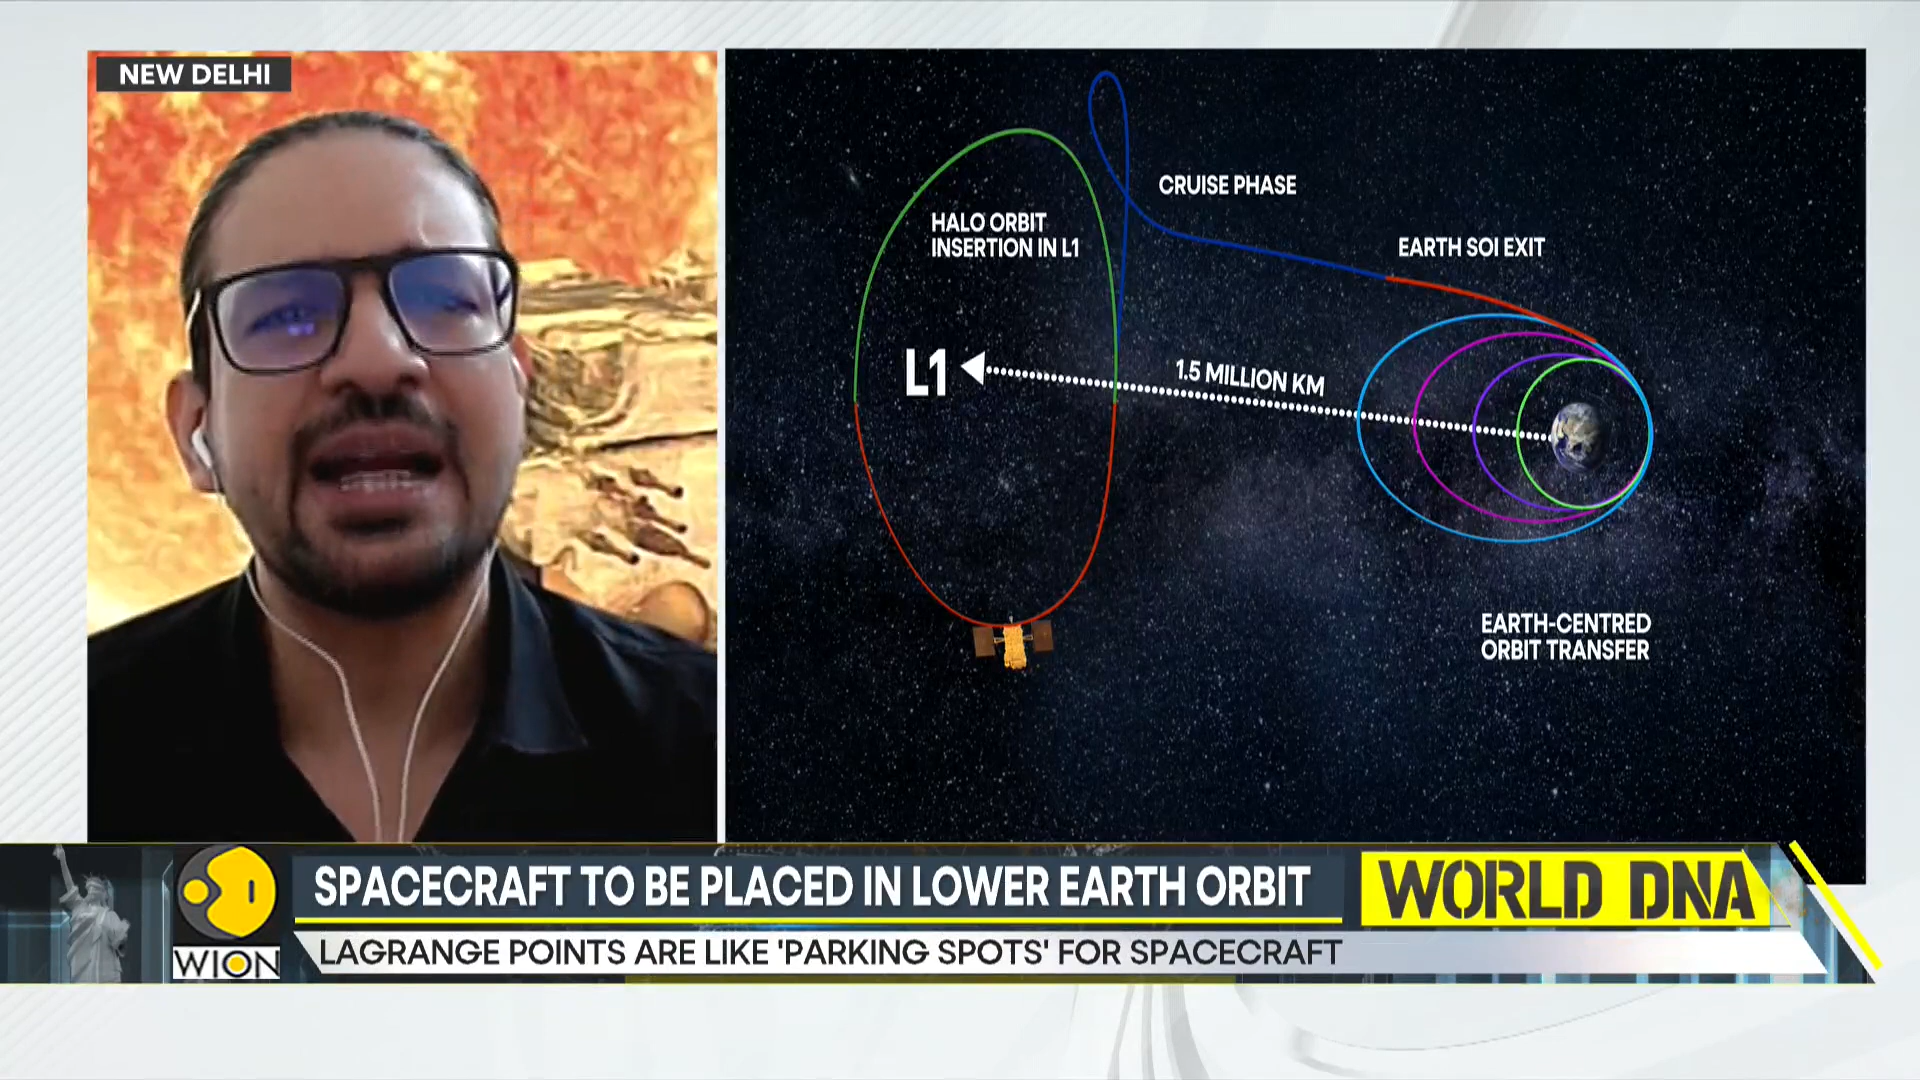 NEW DELHI
CRUISE PHASE
HALO ORBIT
INSERTION IN L1
EARTH SOI EXIT
L1
1.5 MILLION KM
EARTH-CENTRED
ORBIT TRANSFER
SPACECRAFT TO BE PLACED IN LOWER EARTH ORBIT
WORLD DNA
WION
LAGRANGE POINTS ARE LIKE 'PARKING SPOTS' FOR SPACECRAFT